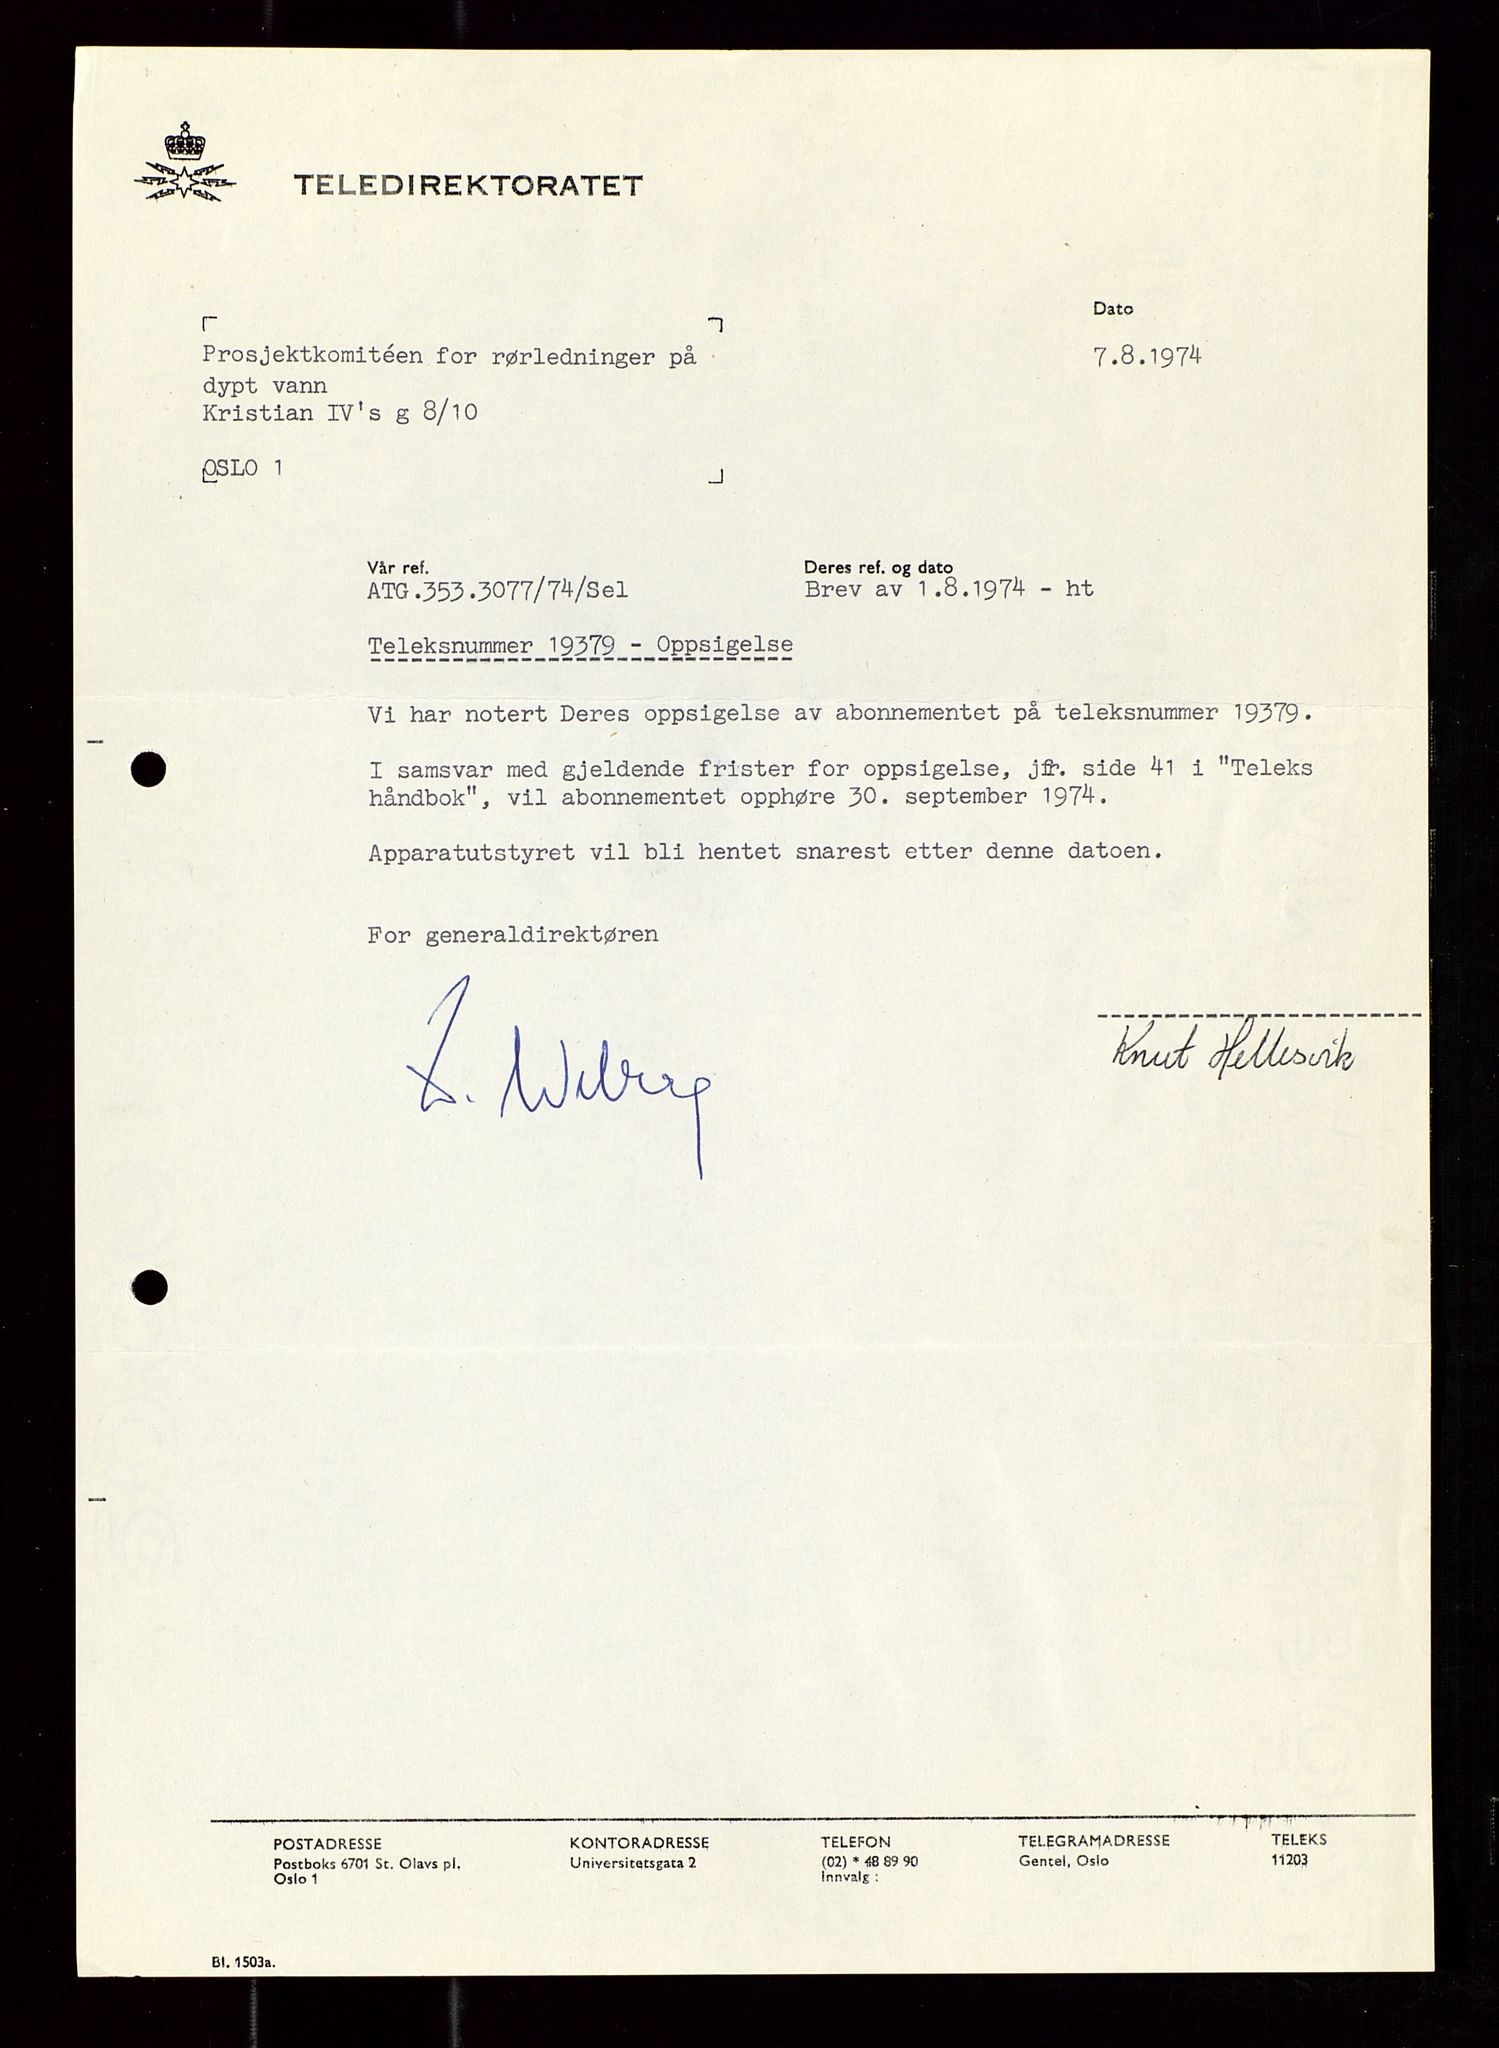 TELEDIREKTORATET
Dato
Prosjektkomitéen for rørledninger på
7.8.1974
dypt vann
Kristian IV's g 8/10
OSLO 1
Vår ref.
Deres ref. og dato
ATG.353.3077/74/Sel
Brev av 1.8.1974 - ht
Teleksnummer 19379 - Oppsigelse
Vi har notert Deres oppsigelse av abonnementet på teleksnummer 19379.
I samsvar med gjeldende frister for oppsigelse, jfr. side 41 i "Teleks
håndbok", vil abonnementet opphøre 30. september 1974.
Apparatutstyret vil bli hentet snarest etter denne datoen.
For generaldirektøren
Knut Hellesvik
POSTADRESSE
KONTORADRESSE
TELEFON
TELEGRAMADRESSE
TELEKS
Postboks 6701 St. Olavs pl.
Universitetsgata 2
(02) * 48 89 90
Gentel, Oslo
11203
Oslo 1
Innvalg :
Bl. 1503a.